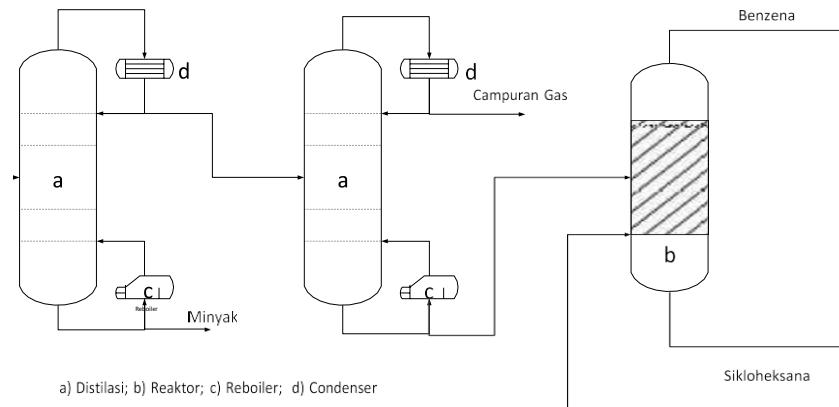 Benzena
d
d
Campuran Gas
a
a
b
c
c
Reboiler
Minyak
Sikloheksana
a) Distilasi; b) Reaktor; c) Reboiler; d) Condenser